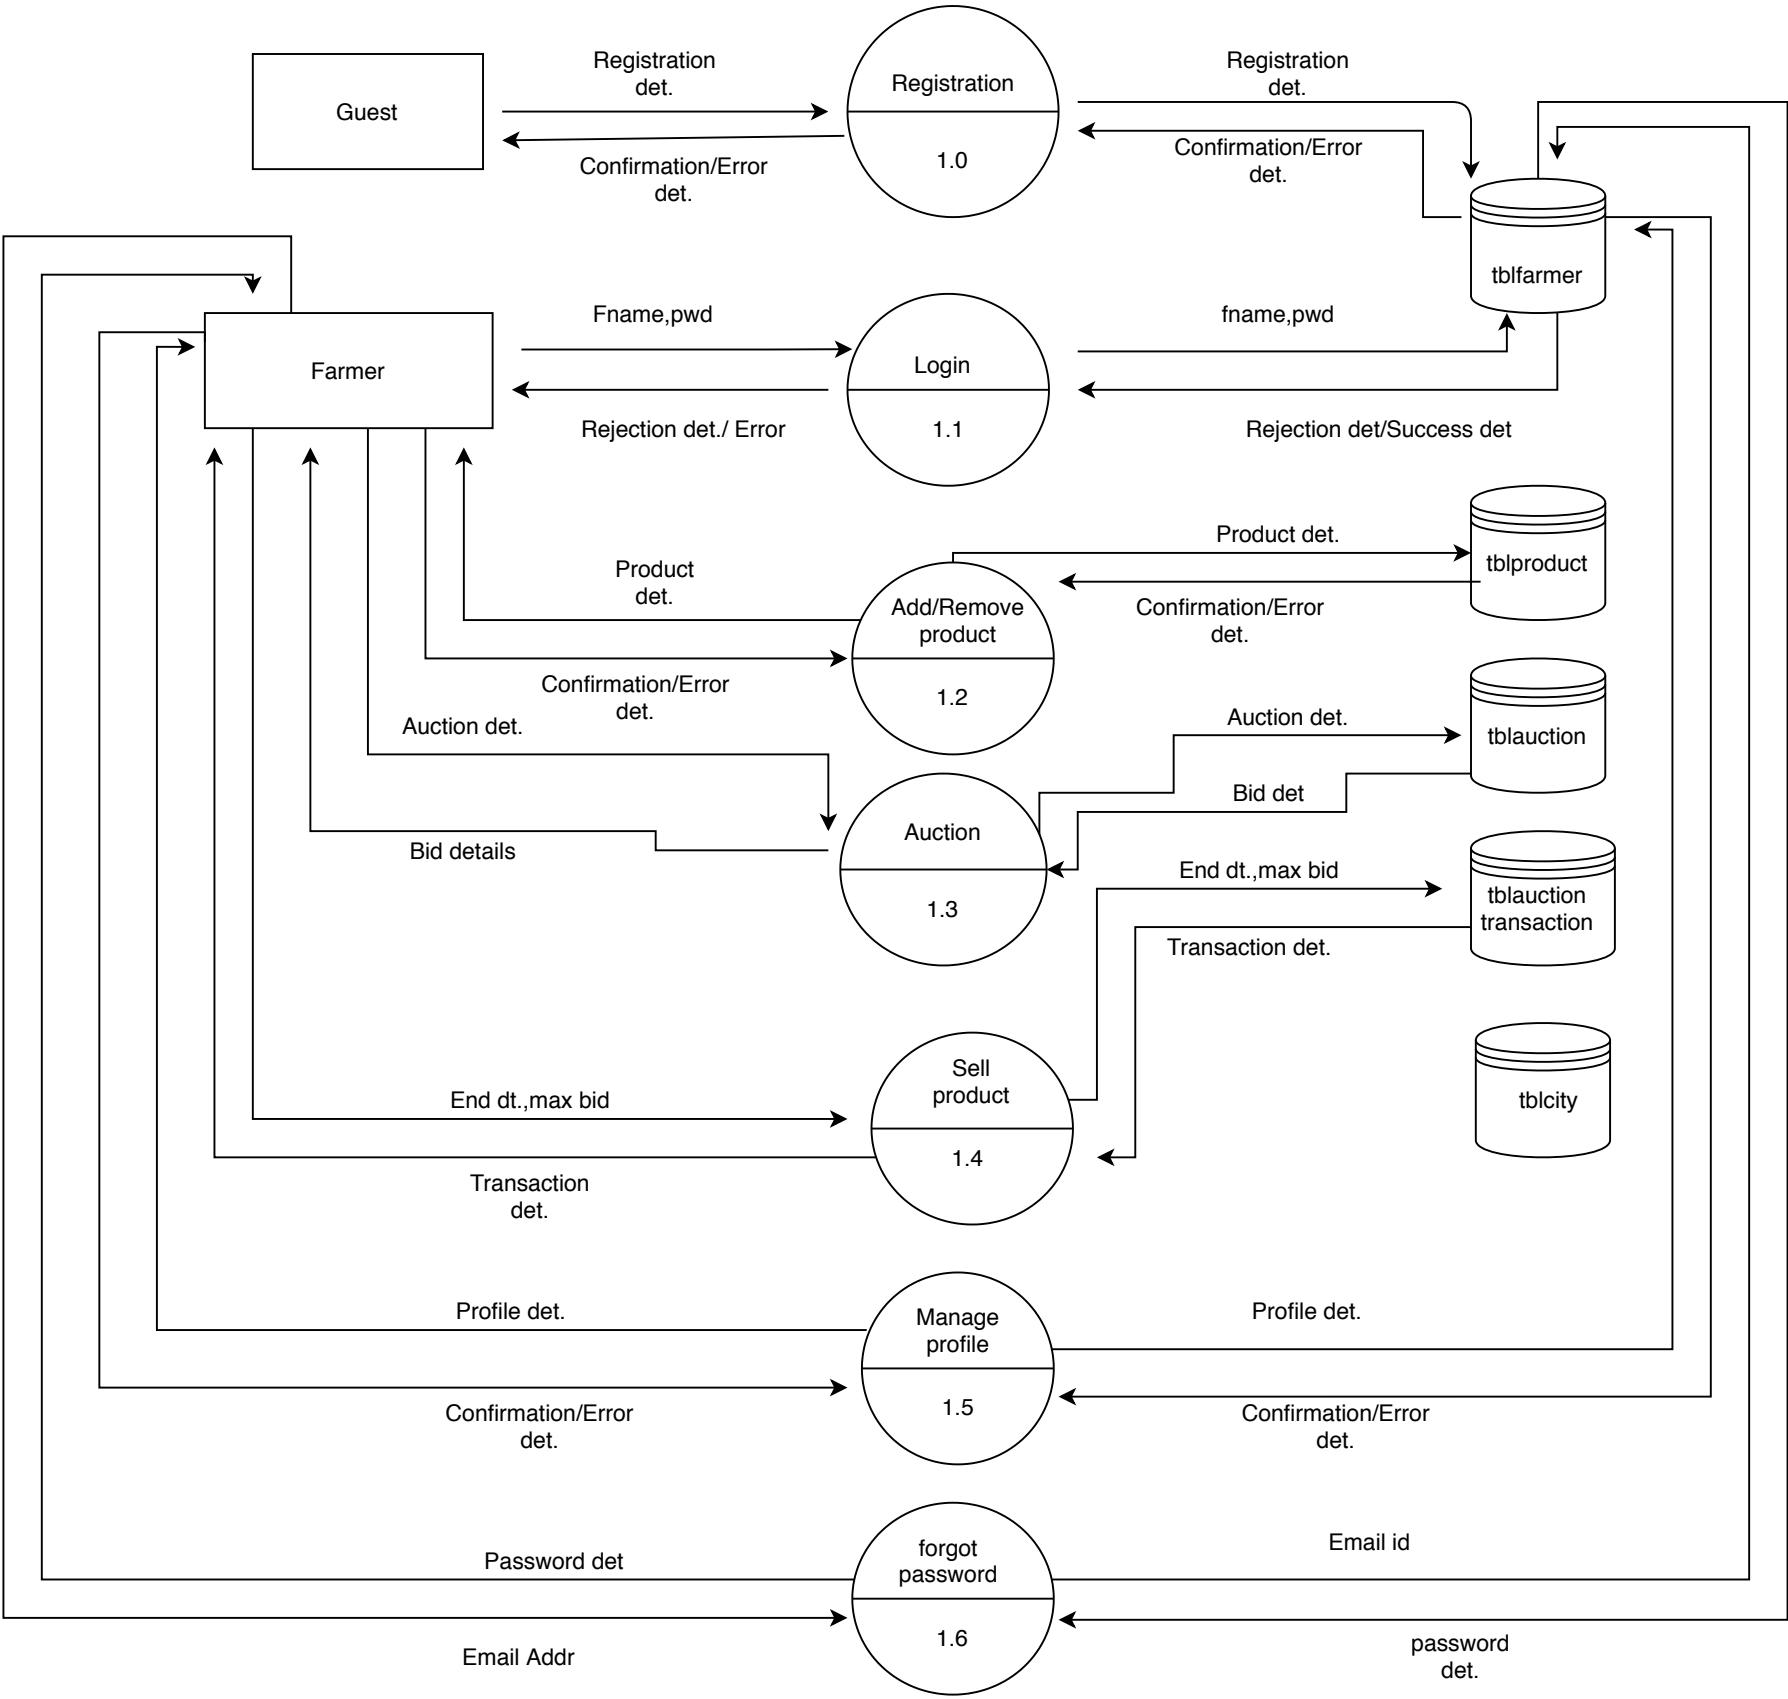 Registration
det.
Registration
det.
Guest
Registration
1.0
Confirmation/Error
det.
Confirmation/Error
det.
tblfarmer
Fname,pwd
fname,pwd
Farmer
Login
1.1
Rejection det./ Error
Rejection det/Success det
Product det.
tblproduct
Product
det.
Add/Remove
product
1.2
Confirmation/Error
det.
Confirmation/Error
det.
Auction det.
Auction det.
tblauction
Bid det
Auction
1.3
Bid details
End dt.,max bid
tblauction
transaction
Transaction det.
Sell
product
1.4
tblcity
End dt.,max bid
Transaction
det.
Profile det.
Manage
profile
1.5
Profile det.
Confirmation/Error
det.
Confirmation/Error
det.
Email id
forgot
password
1.6
Password det
Email Addr
password
det.